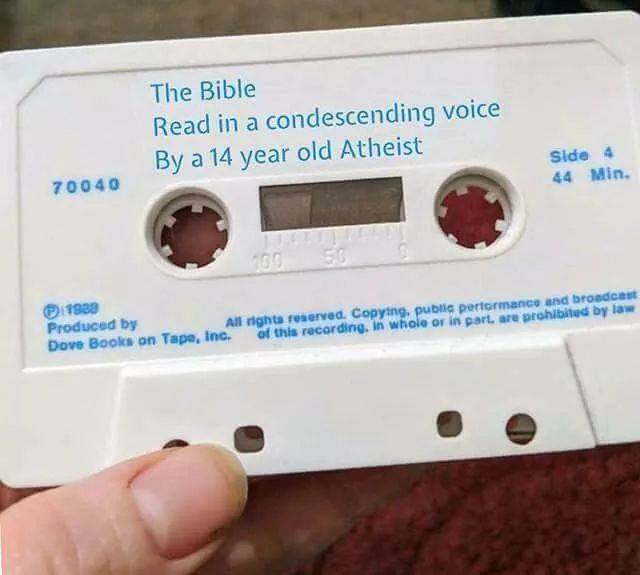 The Bible
Read in a condescending voice
By a 14 year old Atheist
70040
Side 4
44 Min.
100 50 0
Ⓟ1988
Produced by
Dove Books on Tape, Inc.
All rights reserved. Copying, public performance and broadcast
of this recording, in whole or in part, are prohibited by law